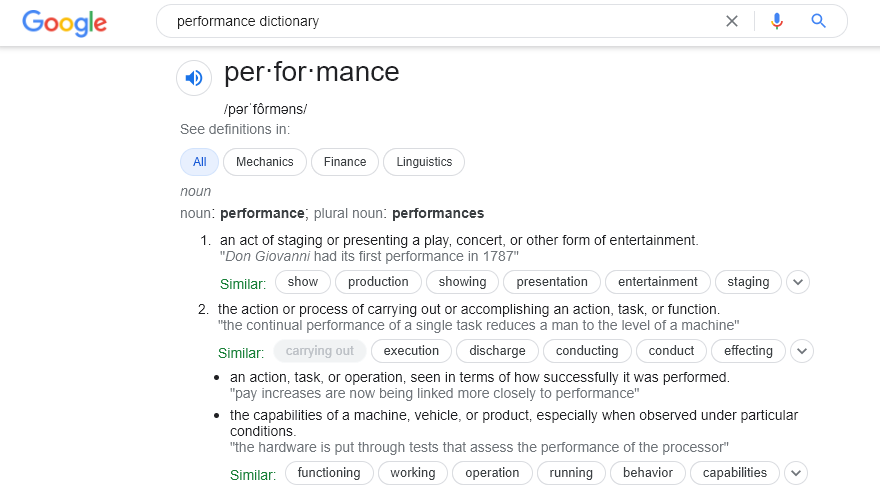 Google
performance dictionary
per·for·mance
/pərˈfôrməns/
See definitions in:
All Mechanics Finance Linguistics
noun
noun: performance; plural noun: performances
1. an act of staging or presenting a play, concert, or other form of entertainment.
"Don Giovanni had its first performance in 1787"
Similar: show production showing presentation entertainment staging
2. the action or process of carrying out or accomplishing an action, task, or function.
"the continual performance of a single task reduces a man to the level of a machine"
Similar: carrying out execution discharge conducting conduct effecting
• an action, task, or operation, seen in terms of how successfully it was performed.
"pay increases are now being linked more closely to performance"
• the capabilities of a machine, vehicle, or product, especially when observed under particular
conditions.
"the hardware is put through tests that assess the performance of the processor"
Similar: functioning working operation running behavior capabilities